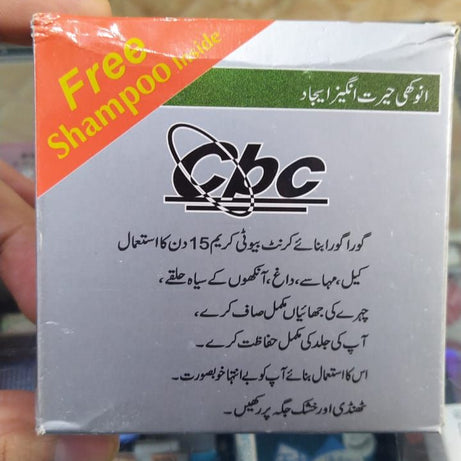 Free
Shampoo Inside
انوکھی حیرت انگیز ایجاد
Cbc
گورا گورا بنائے کرنٹ بیوٹی کریم 15 دن کا استعمال
کیل، مہاسے، داغ، آنکھوں کے سیاہ حلقے،
چہرے کی جھائیاں مکمل صاف کرے،
آپ کی جلد کی مکمل حفاظت کرے۔
اس کا استعمال بنائے آپ کو بے انتہا خوبصورت۔
ٹھنڈی اور خشک جگہ پر رکھیں۔